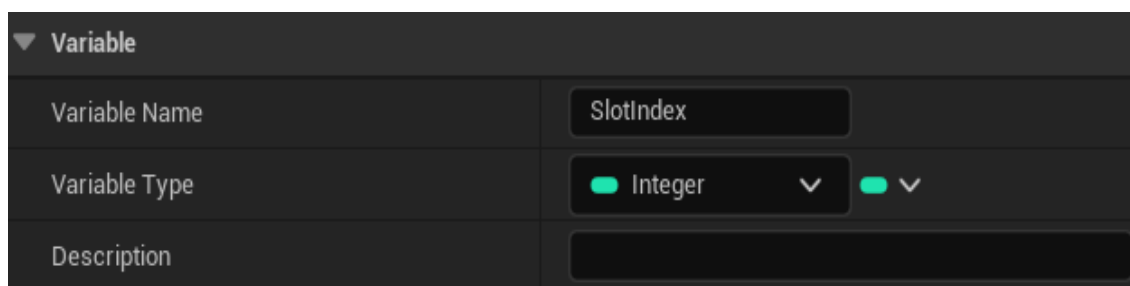 Variable
Variable Name SlotIndex
Variable Type Integer
Description